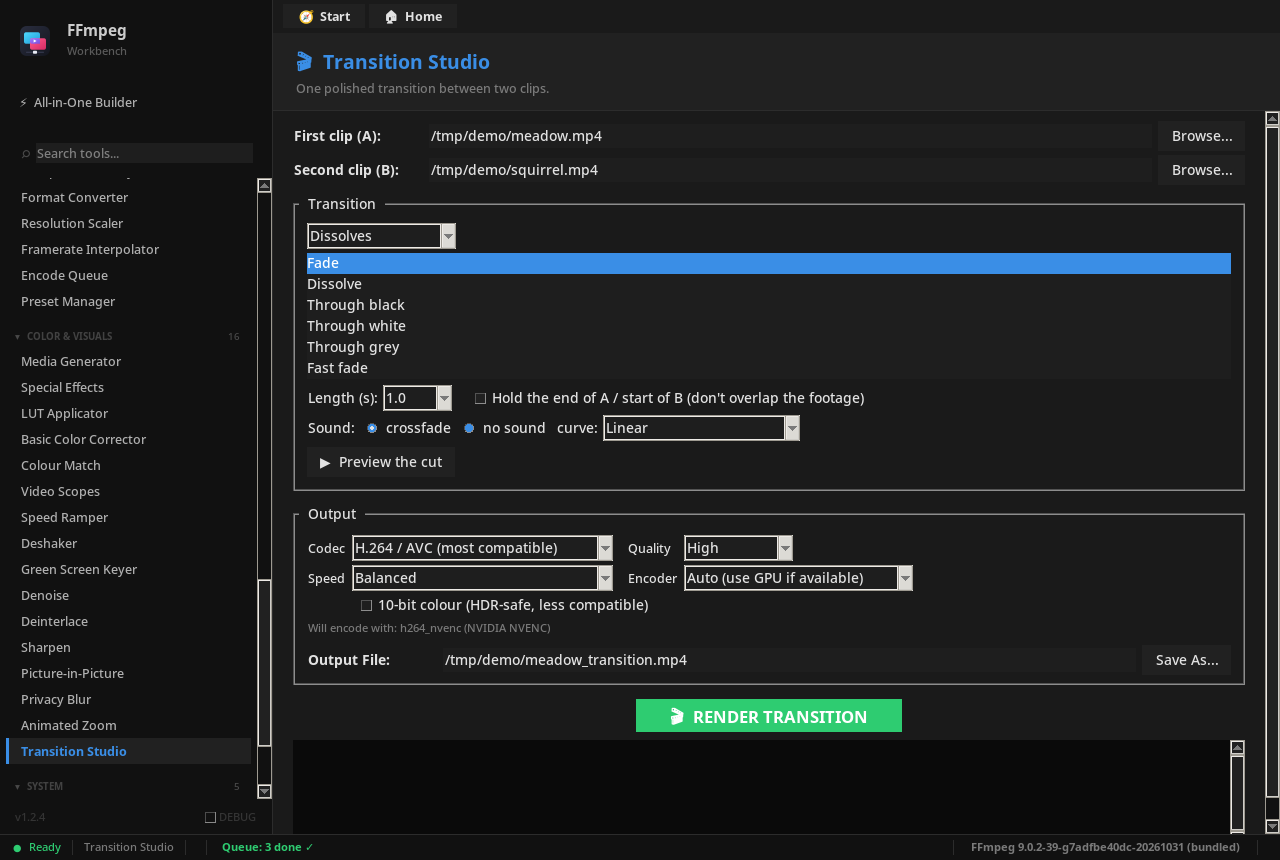 FFmpeg
Workbench
⚡ All-in-One Builder
Search tools...
Format Converter
Resolution Scaler
Framerate Interpolator
Encode Queue
Preset Manager
COLOR & VISUALS 16
Media Generator
Special Effects
LUT Applicator
Basic Color Corrector
Colour Match
Video Scopes
Speed Ramper
Deshaker
Green Screen Keyer
Denoise
Deinterlace
Sharpen
Picture-in-Picture
Privacy Blur
Animated Zoom
Transition Studio
SYSTEM 5
v1.2.4 DEBUG
Start Home
Transition Studio
One polished transition between two clips.
First clip (A): /tmp/demo/meadow.mp4 Browse...
Second clip (B): /tmp/demo/squirrel.mp4 Browse...
Transition
Dissolves
Fade
Dissolve
Through black
Through white
Through grey
Fast fade
Length (s): 1.0 Hold the end of A / start of B (don't overlap the footage)
Sound: crossfade no sound curve: Linear
▶ Preview the cut
Output
Codec H.264 / AVC (most compatible) Quality High
Speed Balanced Encoder Auto (use GPU if available)
10-bit colour (HDR-safe, less compatible)
Will encode with: h264_nvenc (NVIDIA NVENC)
Output File: /tmp/demo/meadow_transition.mp4 Save As...
RENDER TRANSITION
Ready Transition Studio Queue: 3 done ✓ FFmpeg 9.0.2-39-g7adfbe40dc-20261031 (bundled)